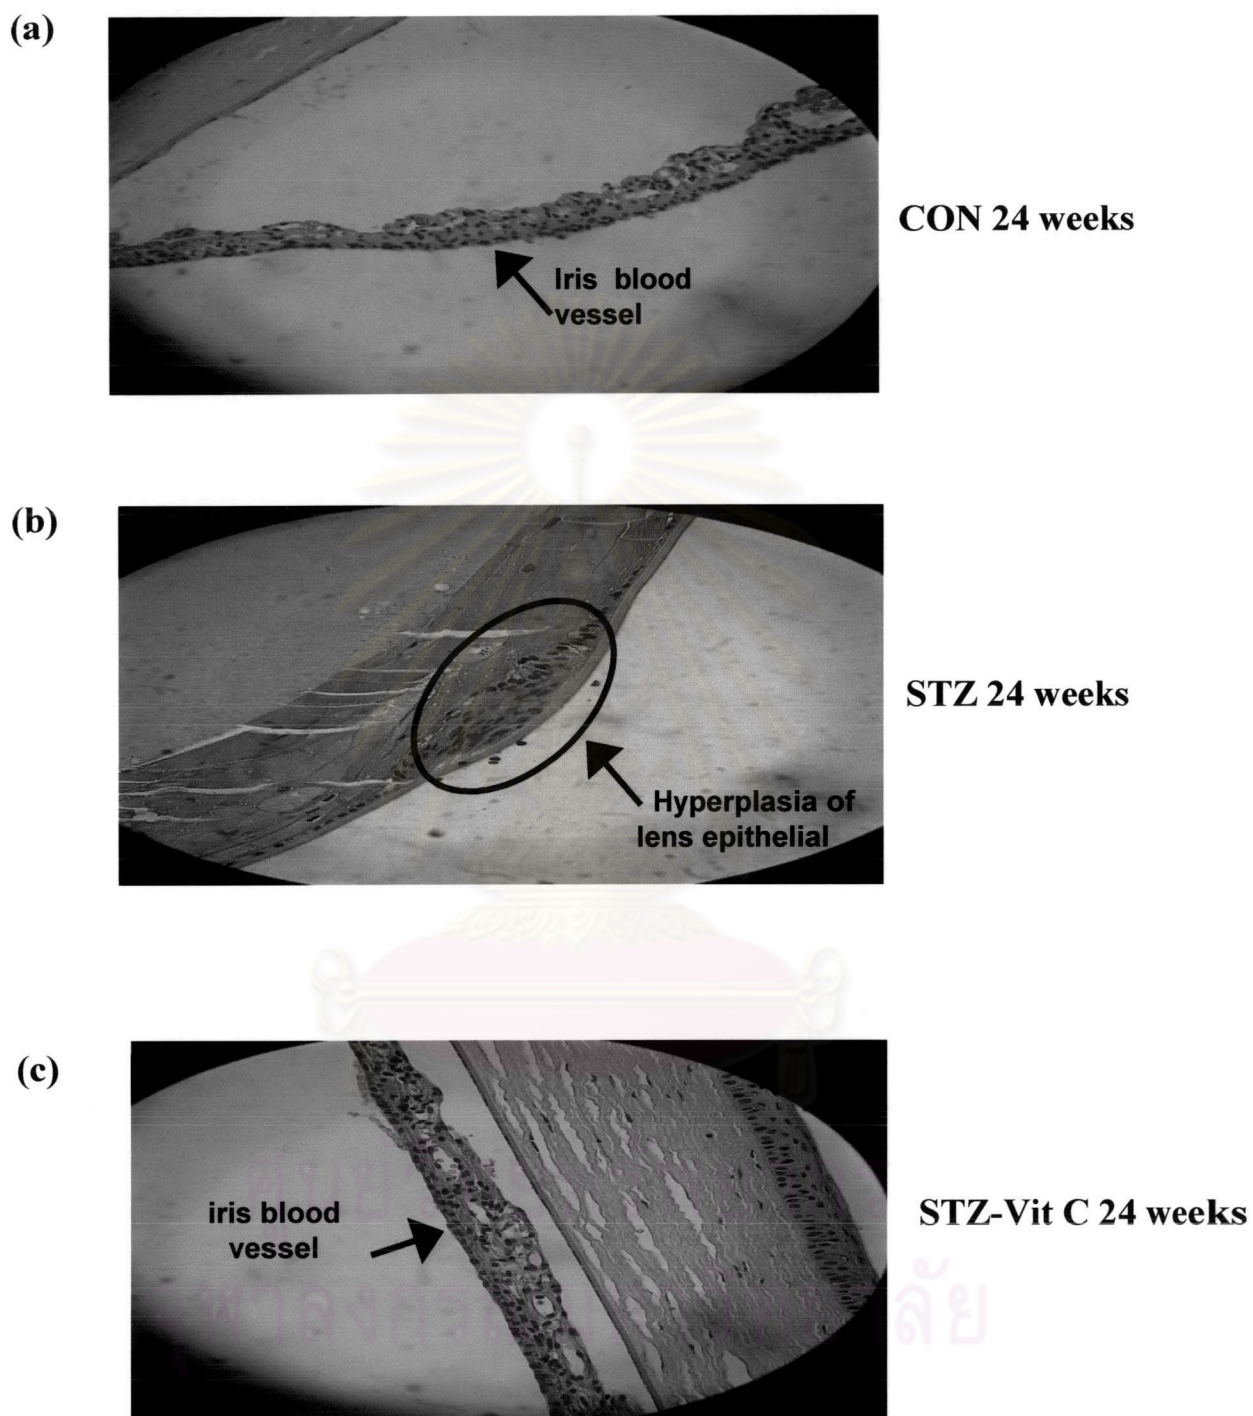 (a)
CON 24 weeks
Iris blood
vessel
(b)
STZ 24 weeks
Hyperplasia of
lens epithelial
(c)
iris blood
vessel
STZ-Vit C 24 weeks